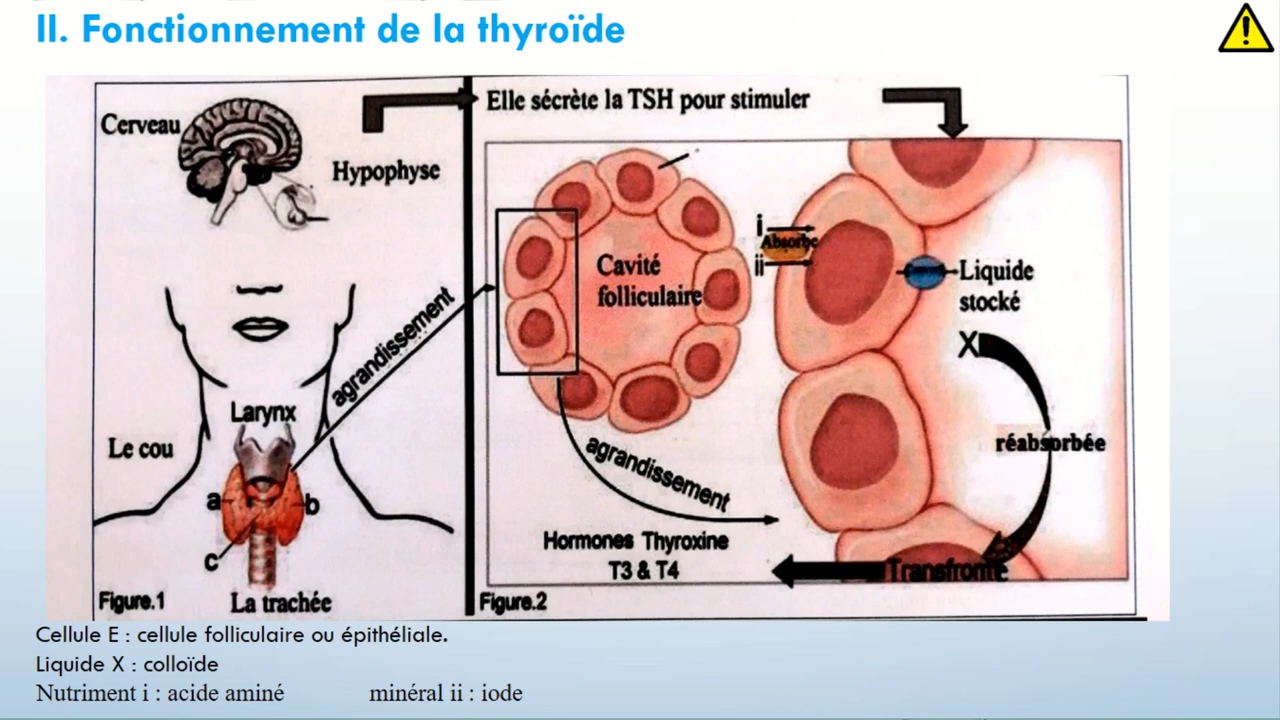 II. Fonctionnement de la thyroïde
Elle sécrète la TSH pour stimuler
Cerveau
Hypophyse
i
Absorbe
ii
Cavité
folliculaire
Liquide
stocké
X
agrandissement
Larynx
Le cou
réabsorbée
a
b
c
agrandissement
Hormones Thyroxine
T3 & T4
Transforme
Figure.1
La trachée
Figure.2
Cellule E : cellule folliculaire ou épithéliale.
Liquide X : colloïde
Nutriment i : acide aminé minéral ii : iode